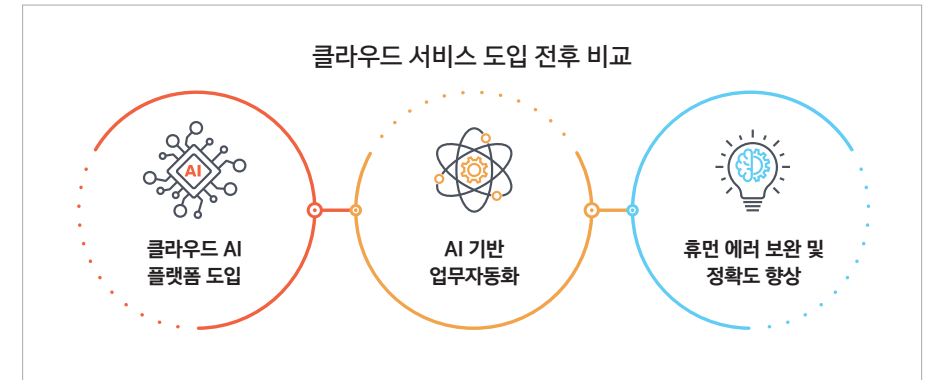 클라우드 서비스 도입 전후 비교
AI
클라우드 AI
플랫폼 도입
AI 기반
업무자동화
휴먼 에러 보완 및
정확도 향상